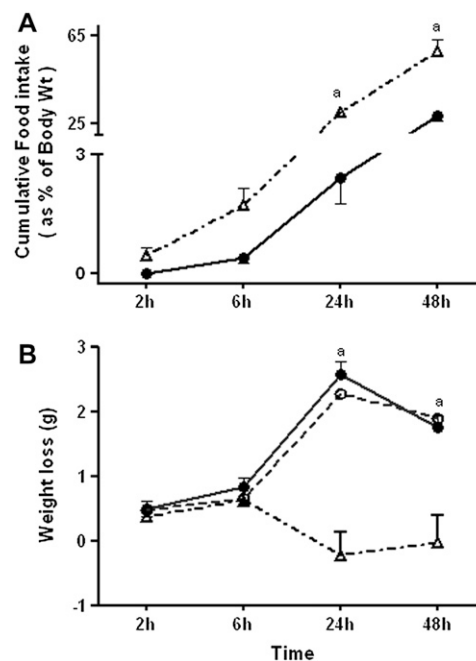 A
Cumulative Food intake
( as % of Body Wt )
65
25
3
0
a
a
2h
6h
24h
48h
B
Weight loss (g)
3
2
1
0
-1
a
a
2h
6h
24h
48h
Time